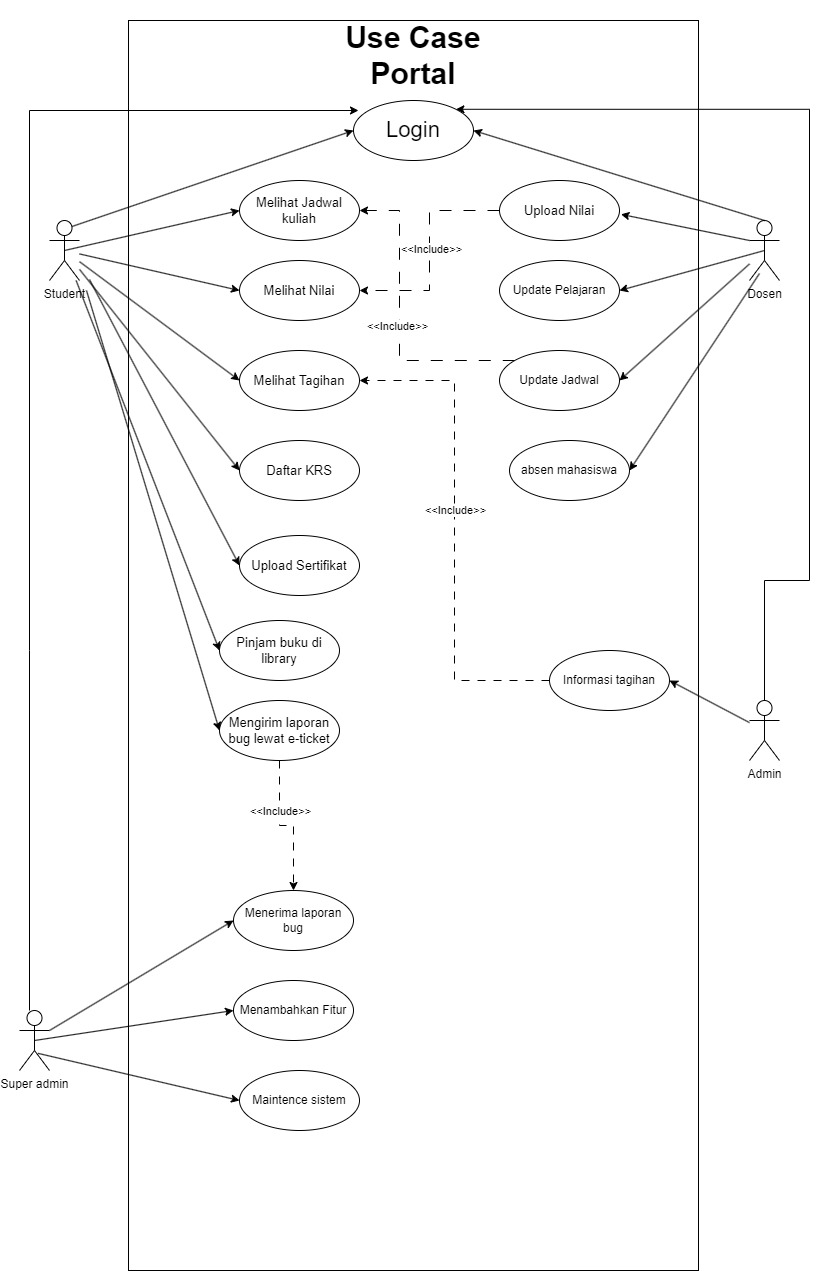 Use Case
Portal
Login
Melihat Jadwal
kuliah
Upload Nilai
<<Include>>
Student
Melihat Nilai
Update Pelajaran
Dosen
<<Include>>
Melihat Tagihan
Update Jadwal
Daftar KRS
absen mahasiswa
<<Include>>
Upload Sertifikat
Pinjam buku di
library
Informasi tagihan
Mengirim laporan
bug lewat e-ticket
Admin
<<Include>>
Menerima laporan
bug
Menambahkan Fitur
Super admin
Maintence sistem